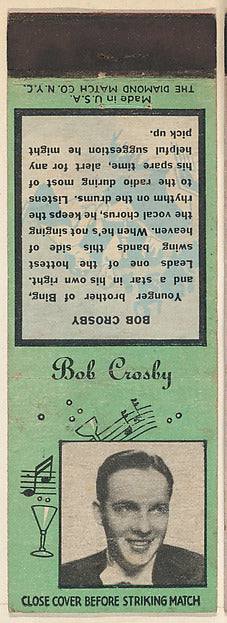 Bob Crosby
CLOSE COVER BEFORE STRIKING MATCH
BOB CROSBY
Younger brother of Bing,
and a star in his own right.
Leads one of the hottest
swing bands this side of
heaven. When he's not singing
the vocal chorus, he keeps the
rhythm on the drums. Listens
to the radio during most of
his spare time, alert for any
helpful suggestion he might
pick up.
Made in U.S.A.
THE DIAMOND MATCH CO. N.Y.C.